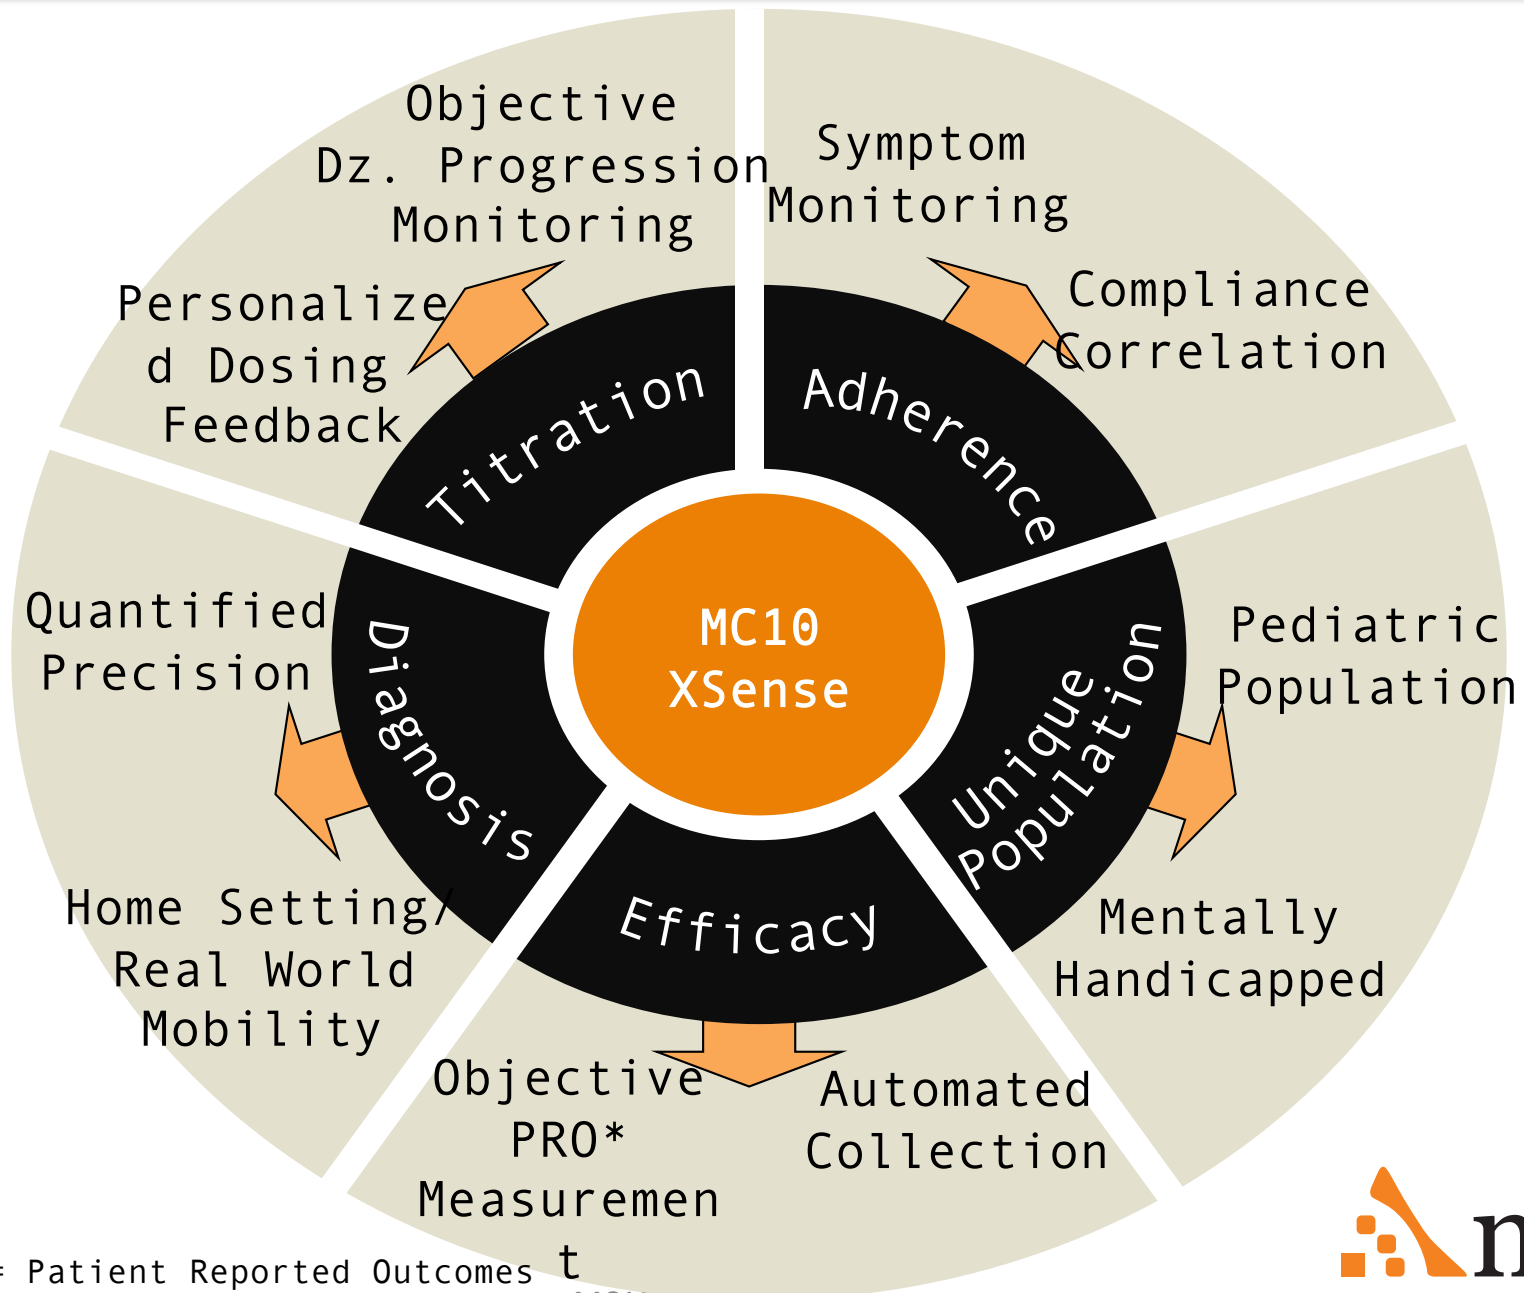 Objective
Dz. Progression
Monitoring
Personalize
d Dosing
Feedback
Titration
Symptom
Monitoring
Compliance
Correlation
Adherence
MC10
XSense
Quantified
Precision
Diagnosis
Home Setting/
Real World
Mobility
Pediatric
Population
Unique
Population
Mentally
Handicapped
Efficacy
Objective
PRO*
Measuremen
t
Automated
Collection
= Patient Reported Outcomes